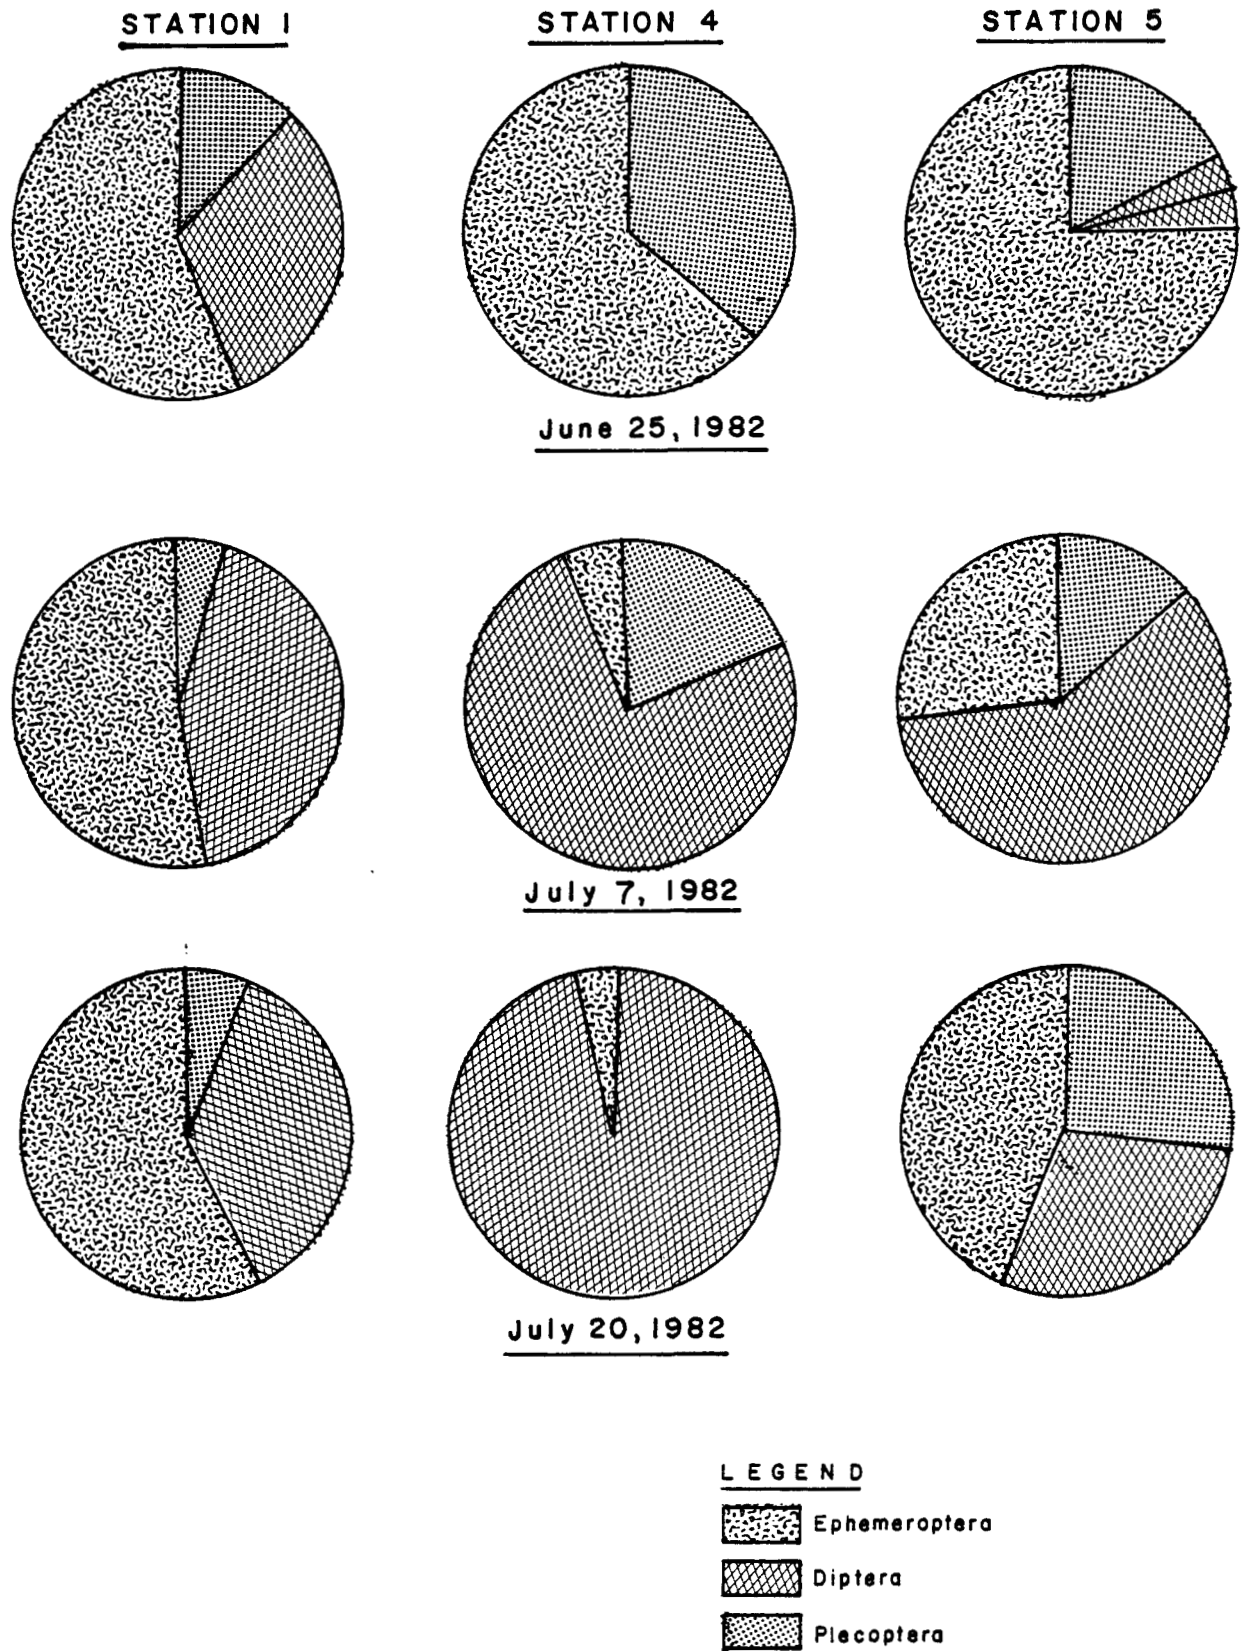 STATION 1
STATION 4
STATION 5
June 25, 1982
July 7, 1982
July 20, 1982
LEGEND
Ephemeroptera
Diptera
Plecoptera